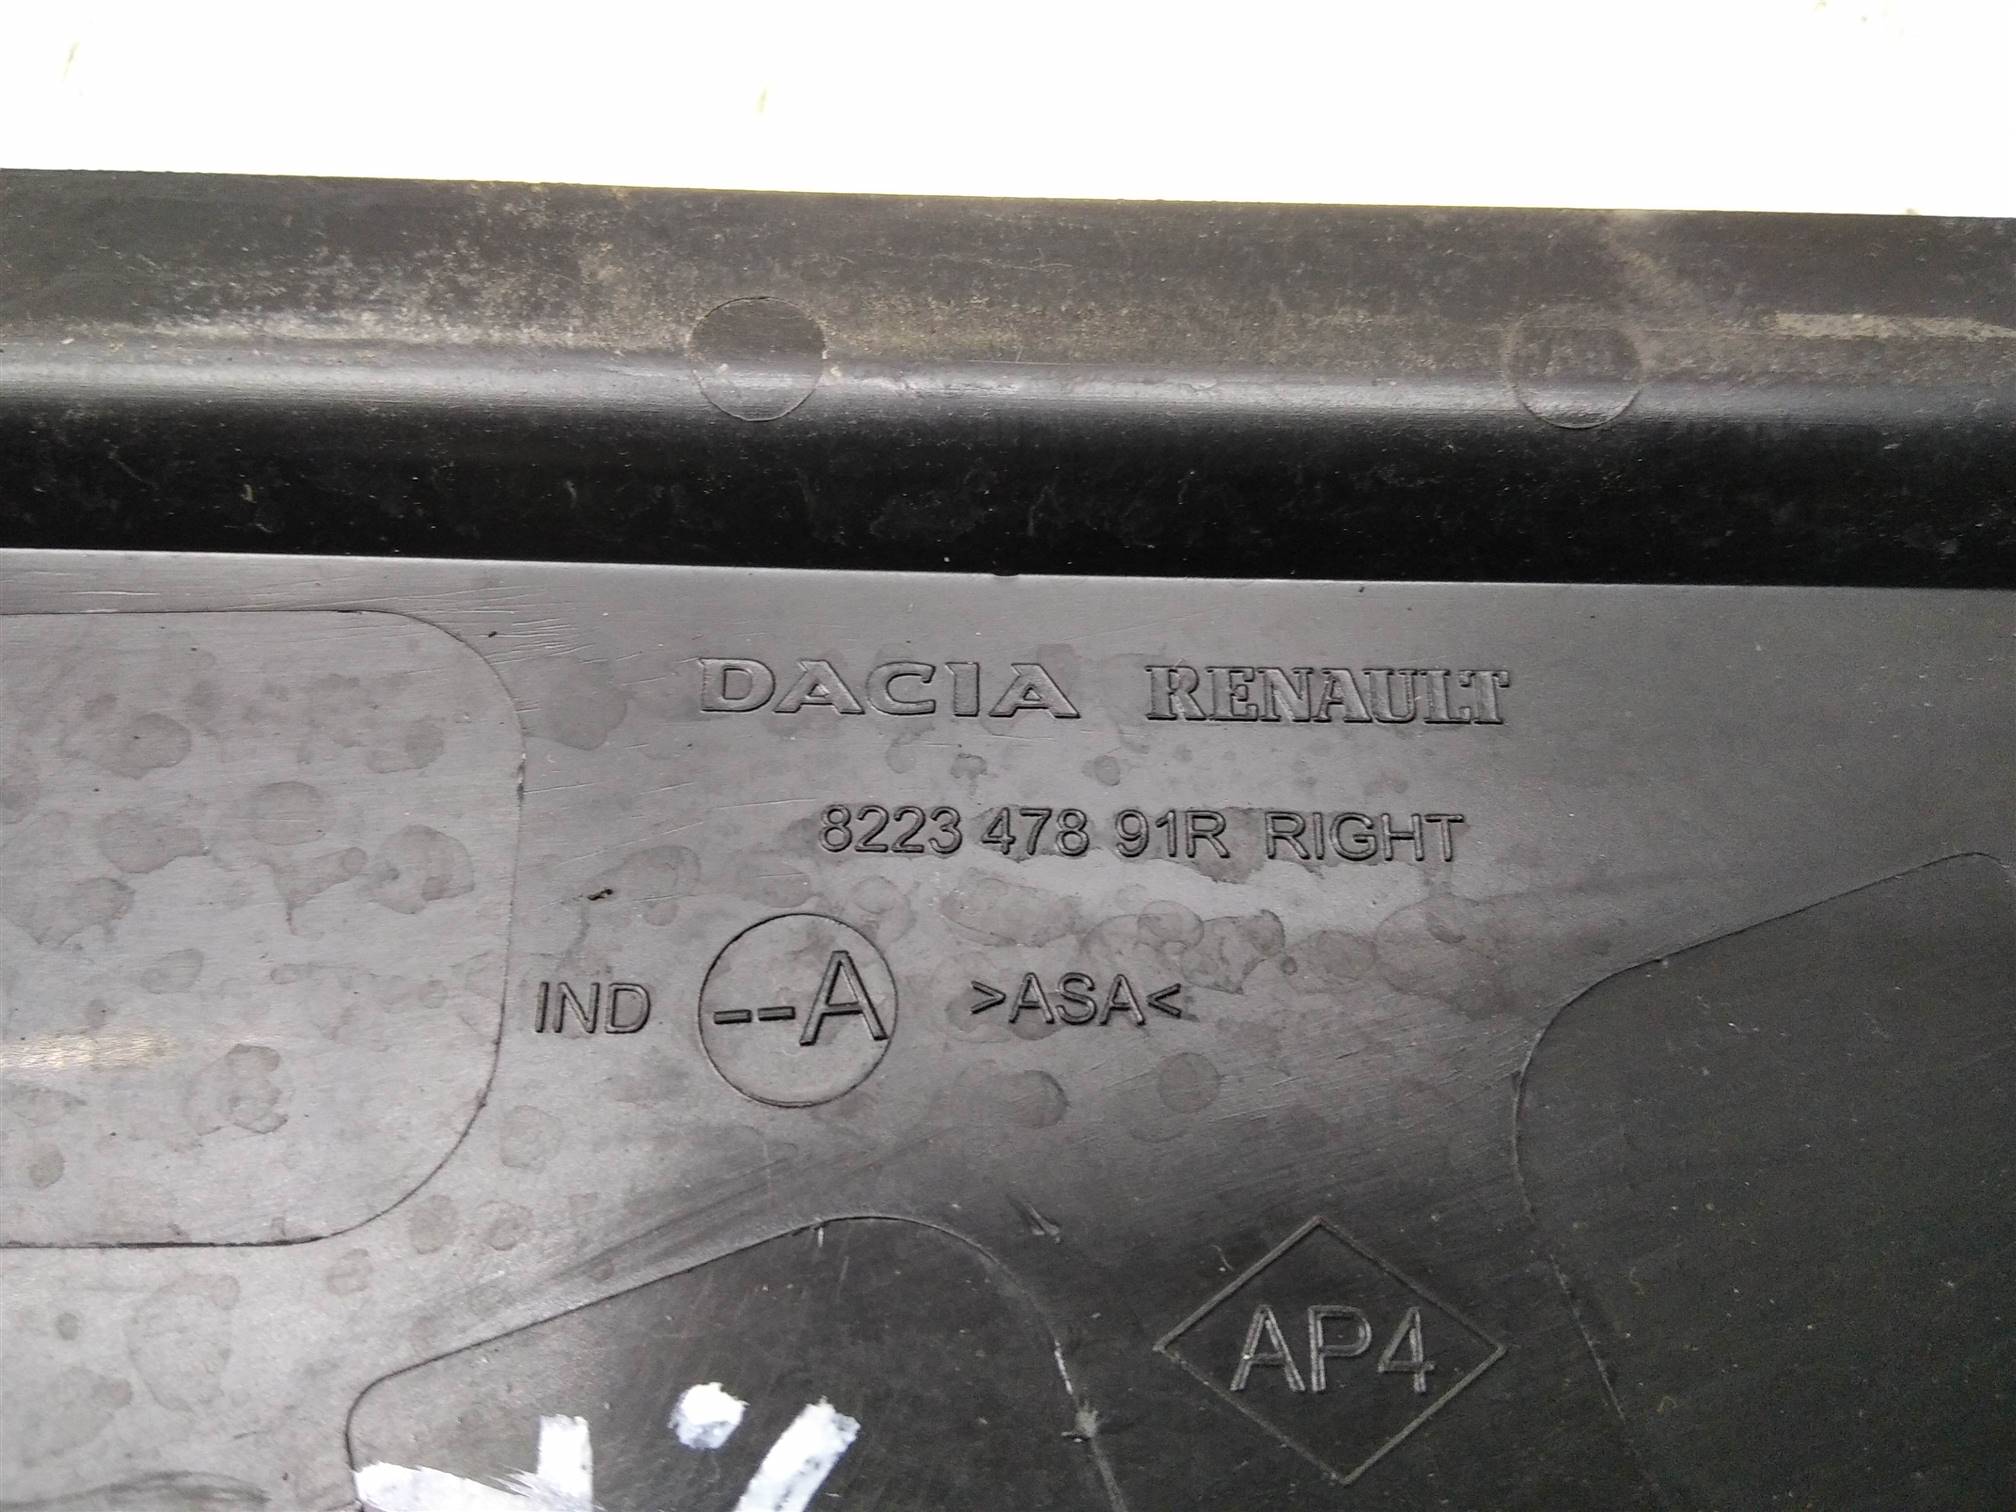 DACIA RENAULT
8223 478 91R RIGHT
IND --A >ASA<
AP4